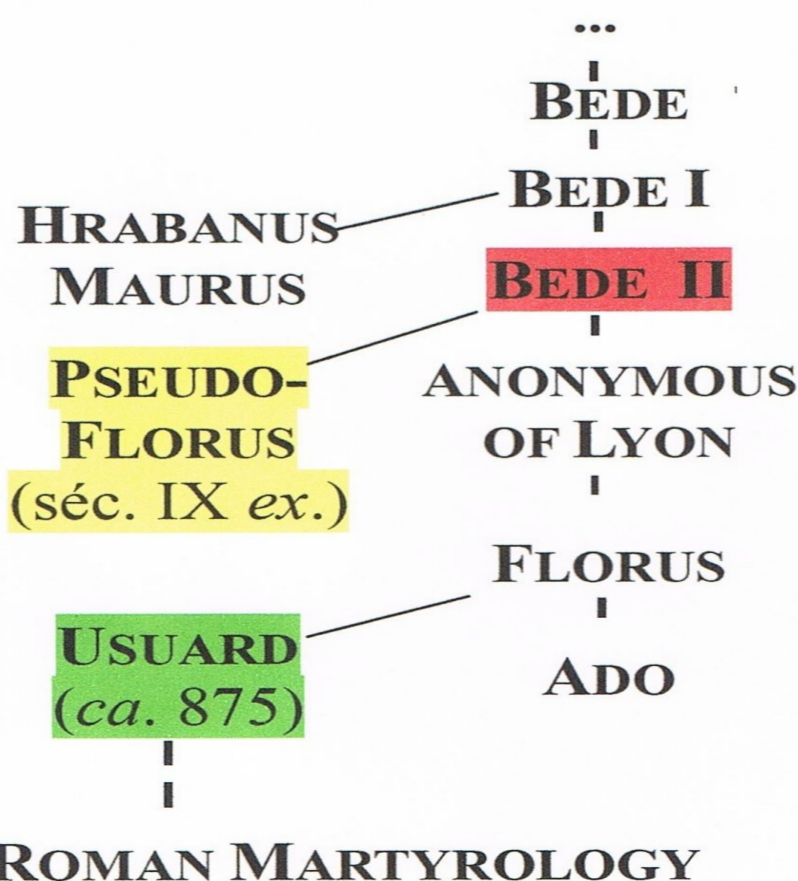 ...
BEDE
BEDE I
HRABANUS
MAURUS
BEDE II
PSEUDO-
FLORUS
(séc. IX ex.)
ANONYMOUS
OF LYON
FLORUS
USUARD
(ca. 875)
ADO
ROMAN MARTYROLOGY